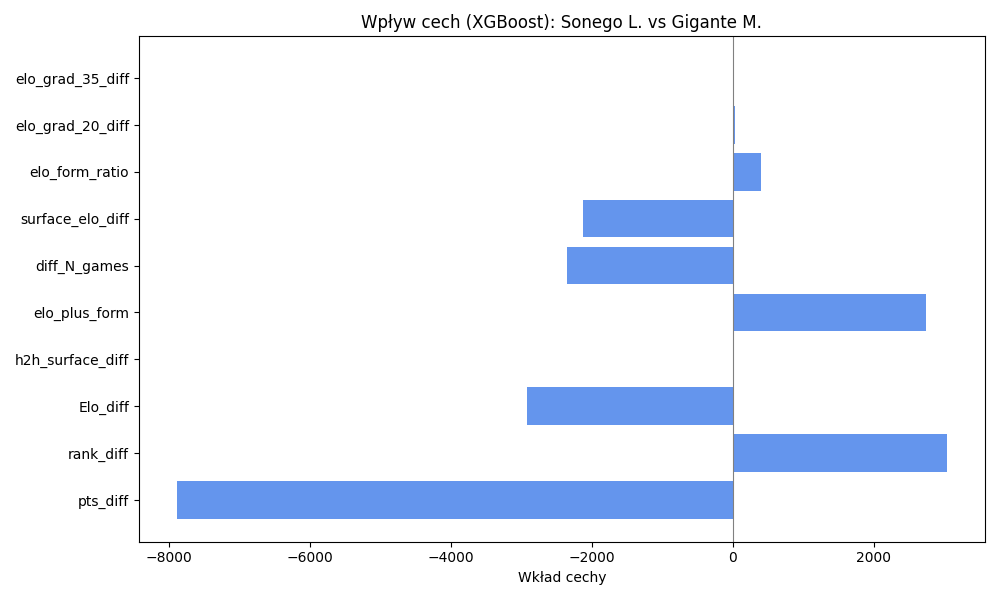 Wpływ cech (XGBoost): Sonego L. vs Gigante M.
elo_grad_35_diff
elo_grad_20_diff
elo_form_ratio
surface_elo_diff
diff_N_games
elo_plus_form
h2h_surface_diff
Elo_diff
rank_diff
pts_diff
−8000 −6000 −4000 −2000 0 2000
Wkład cechy